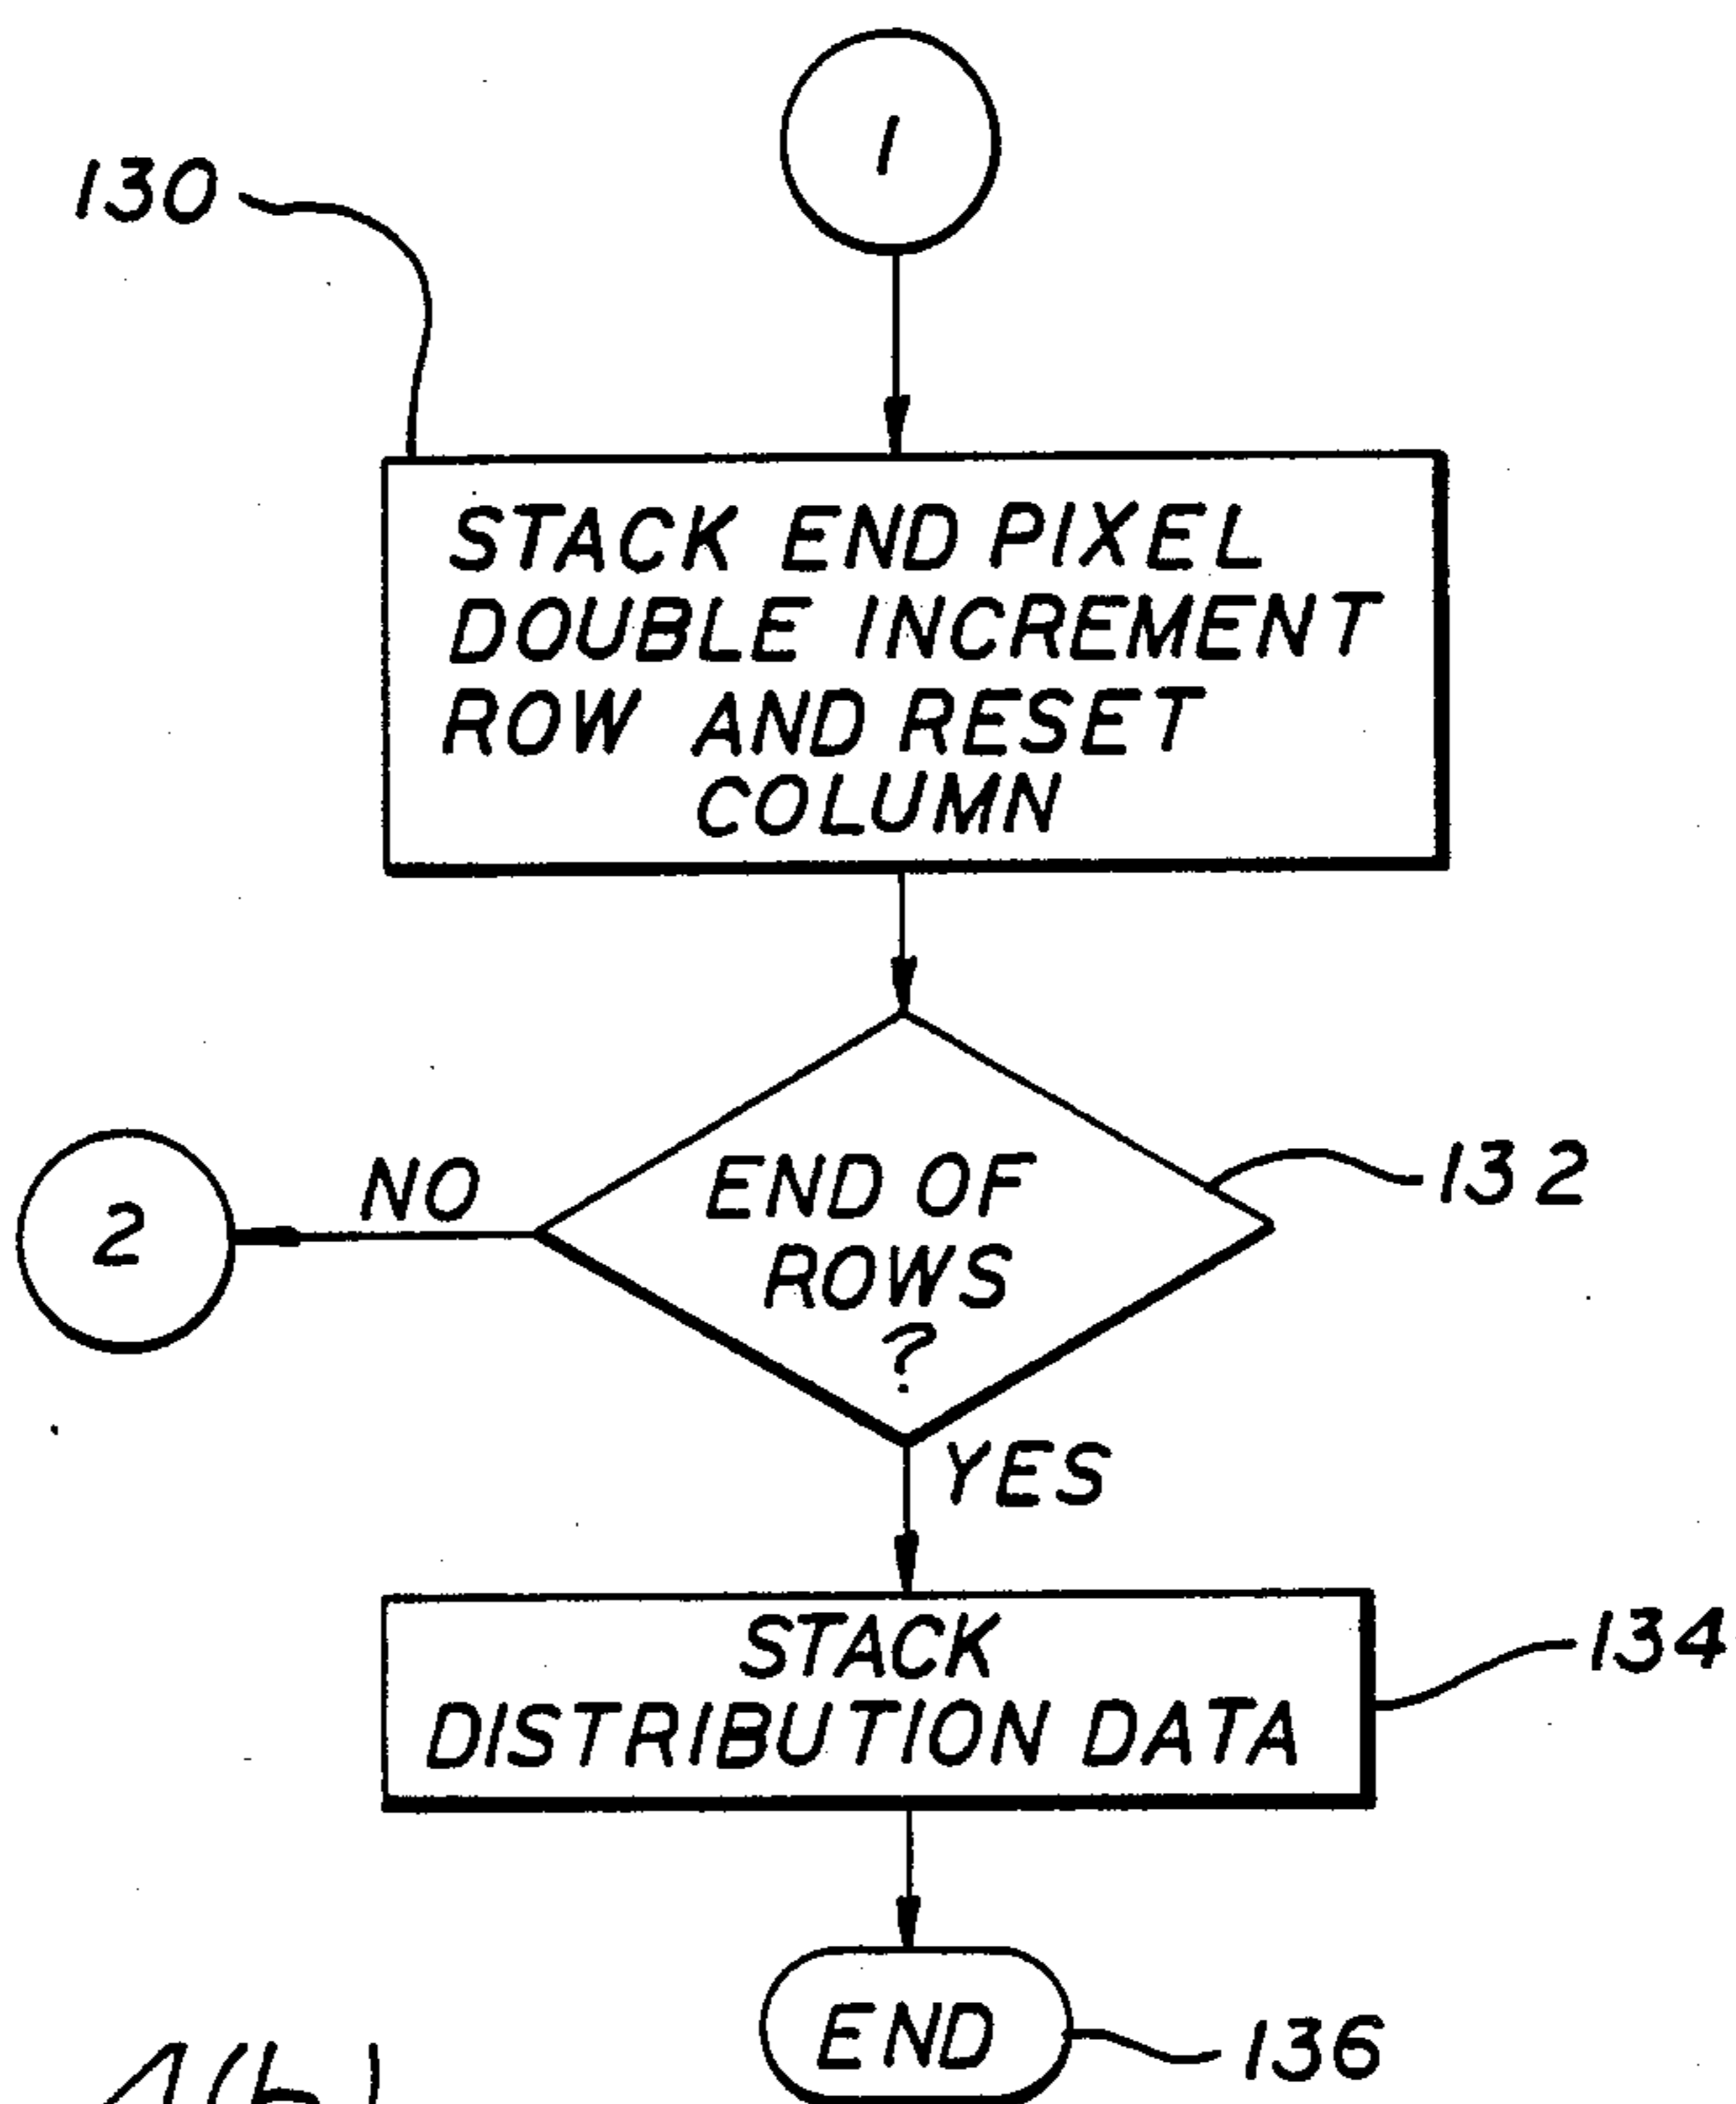 1
130
STACK END PIXEL
DOUBLE INCREMENT
ROW AND RESET
COLUMN
2
NO
END OF
ROWS
?
132
YES
STACK
DISTRIBUTION DATA
134
END
136